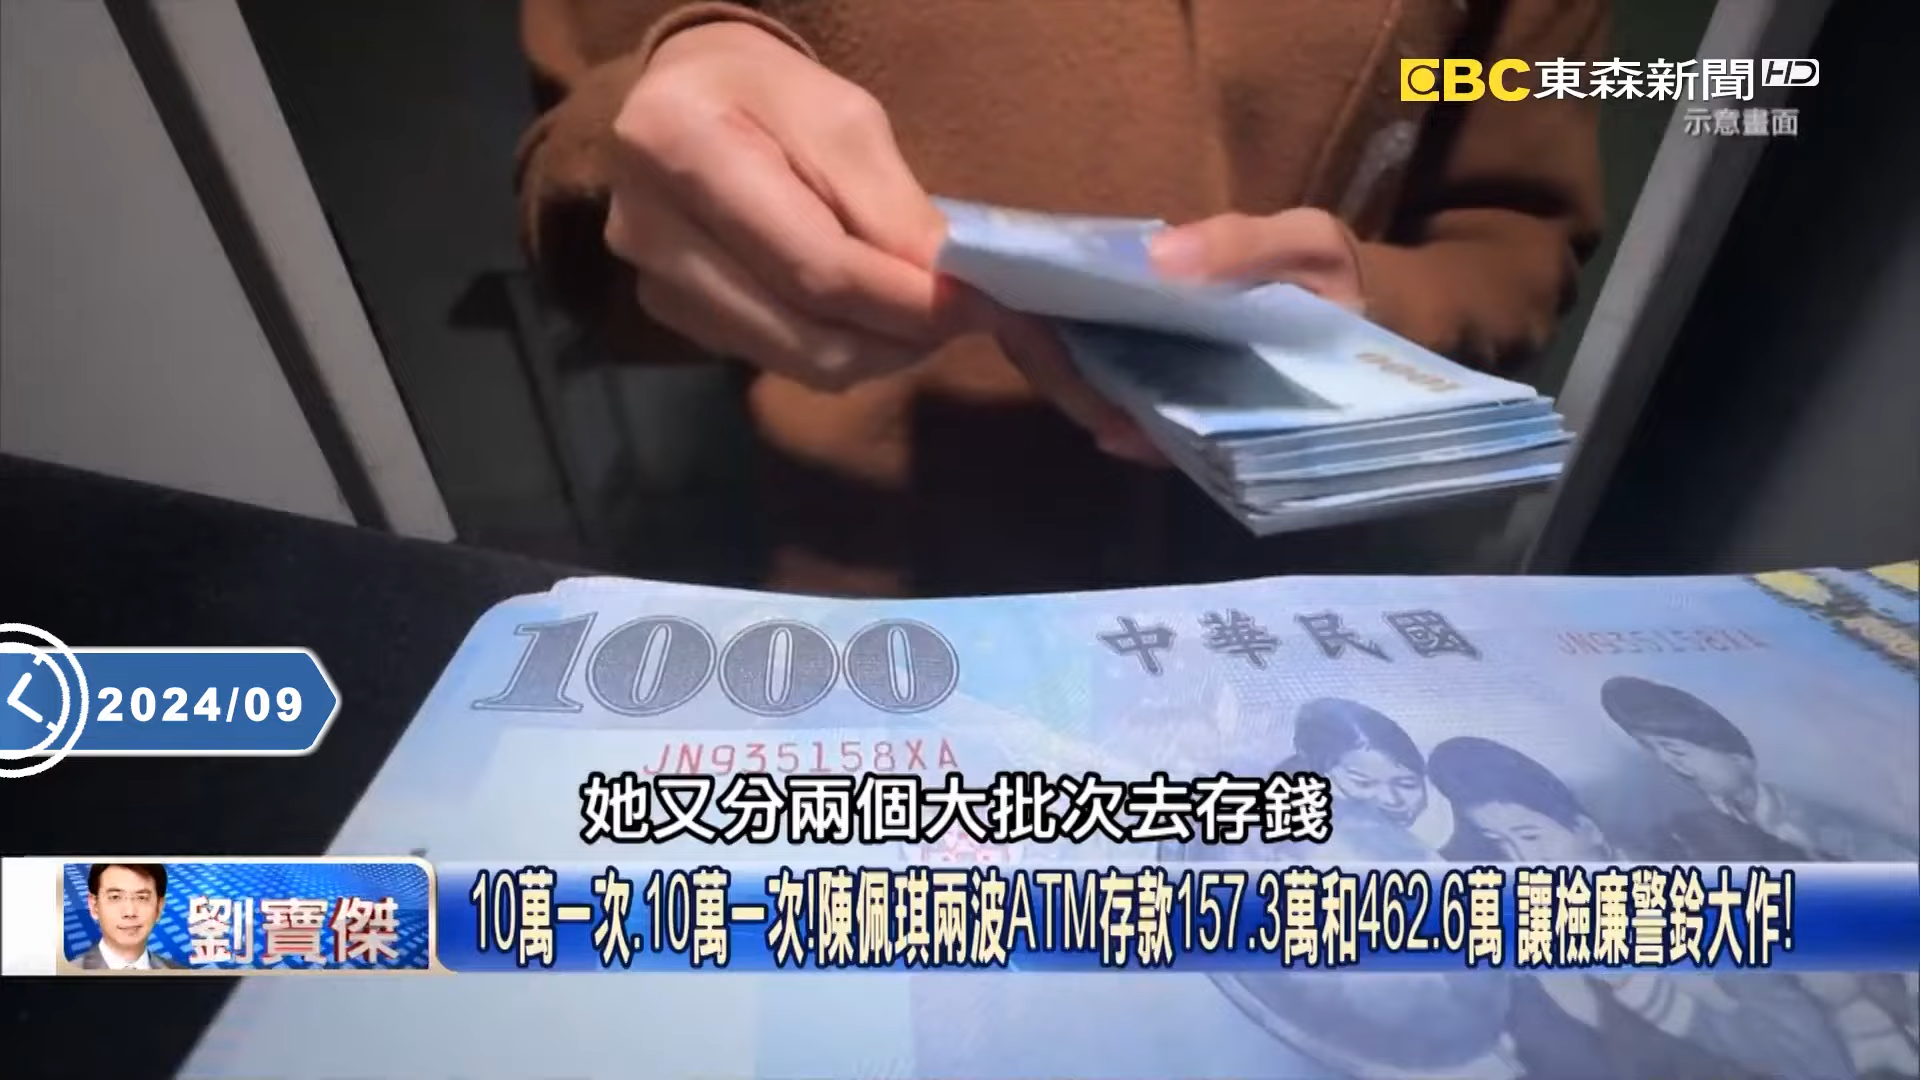 EBC東森新聞HD
示意畫面
1000
中華民國
JN935158XA
JN935158XA
0001
2024/09
她又分兩個大批次去存錢
劉寶傑
10萬一次.10萬一次!陳佩琪兩波ATM存款157.3萬和462.6萬 讓檢廉警鈴大作!